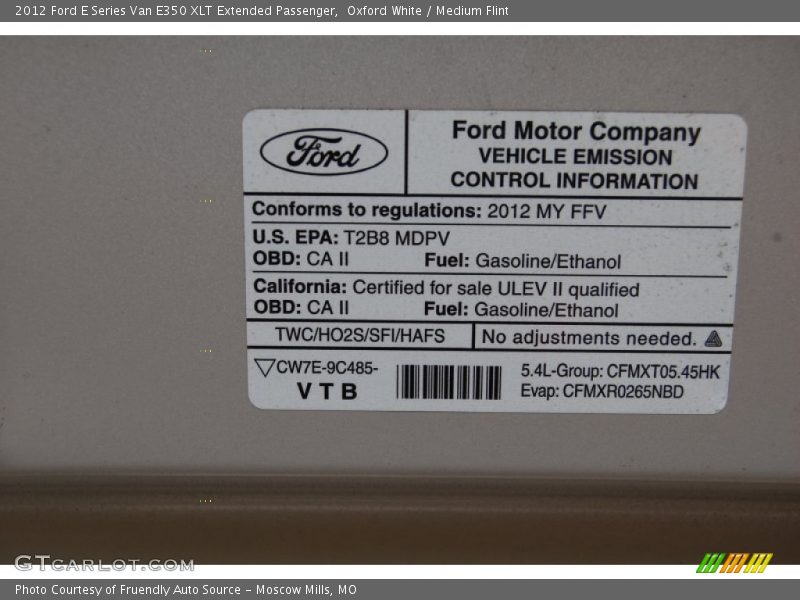 2012 Ford E Series Van E350 XLT Extended Passenger,  Oxford White / Medium Flint
Ford
Ford Motor Company
VEHICLE EMISSION
CONTROL INFORMATION
Conforms to regulations: 2012 MY FFV
U.S. EPA: T2B8 MDPV
OBD: CA II Fuel: Gasoline/Ethanol
California: Certified for sale ULEV II qualified
OBD: CA II Fuel: Gasoline/Ethanol
TWC/HO2S/SFI/HAFS No adjustments needed.
CW7E-9C485-
VTB
5.4L-Group: CFMXT05.45HK
Evap: CFMXR0265NBD
GTcarlot.com
Photo Courtesy of Fruendly Auto Source – Moscow Mills, MO